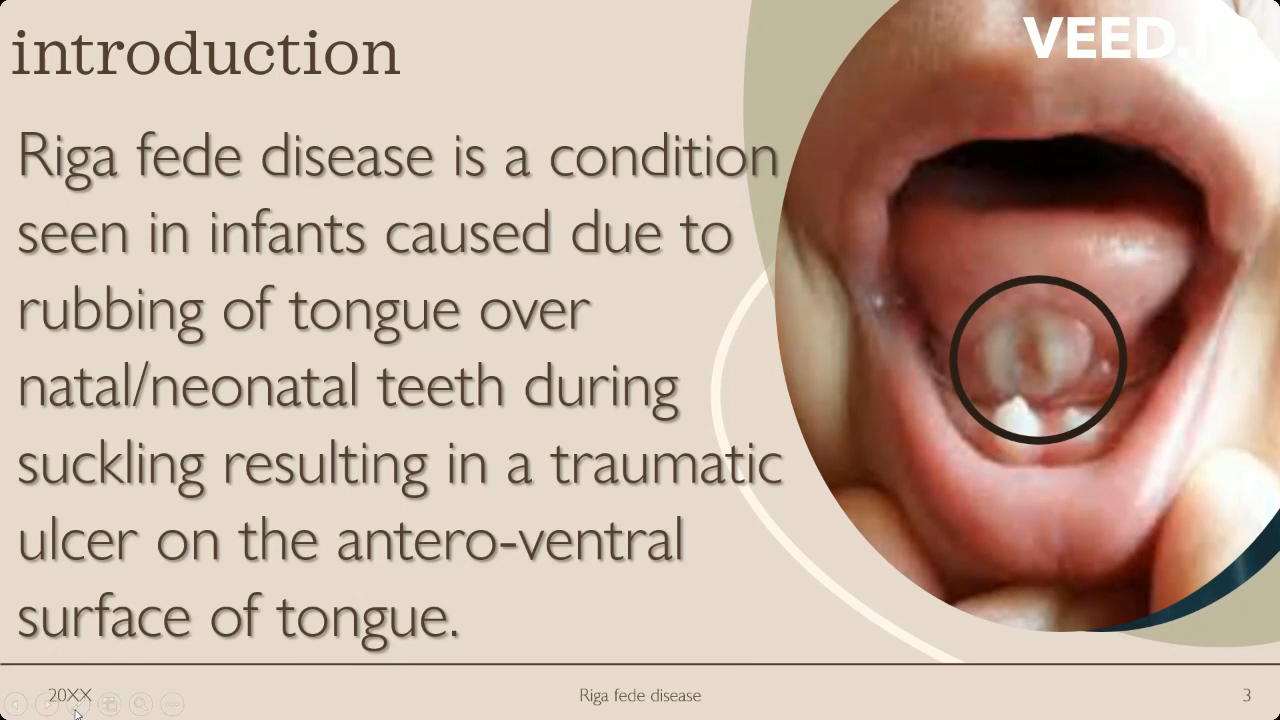 introduction
VEED.
Riga fede disease is a condition
seen in infants caused due to
rubbing of tongue over
natal/neonatal teeth during
suckling resulting in a traumatic
ulcer on the antero-ventral
surface of tongue.
20XX
Riga fede disease
3